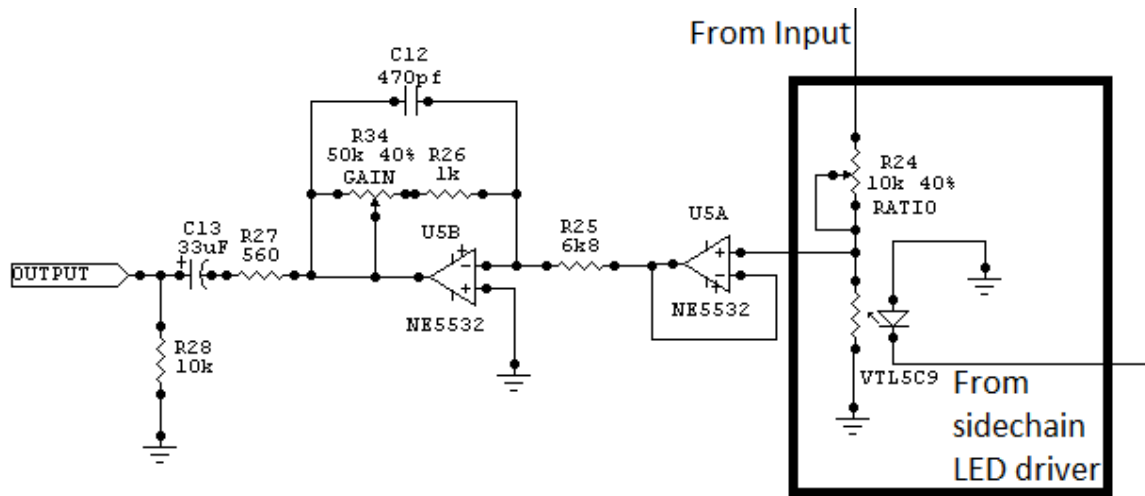 From Input
C12
470pf
R34
50k 40%
GAIN
R26
1k
R24
10k 40%
RATIO
U5A
R25
6k8
U5B
C13
33uF
R27
560
+
-
+
+
-
+
OUTPUT
NE5532
NE5532
R28
10k
VTL5C9
From
sidechain
LED driver